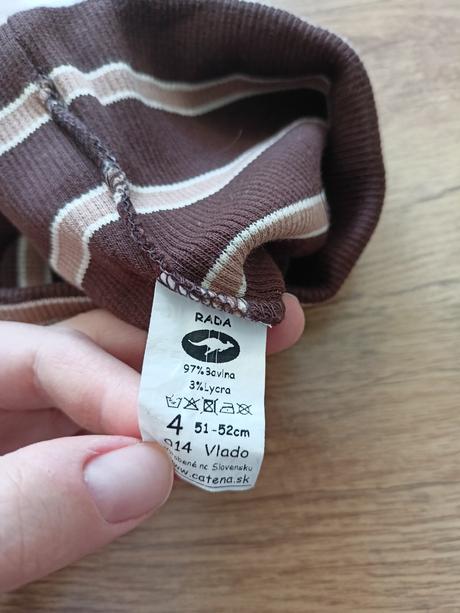 RADA
97%Bavlna
3%Lycra
4 51-52cm
914 Vlado
Vyrobené na Slovensku
www.catena.sk